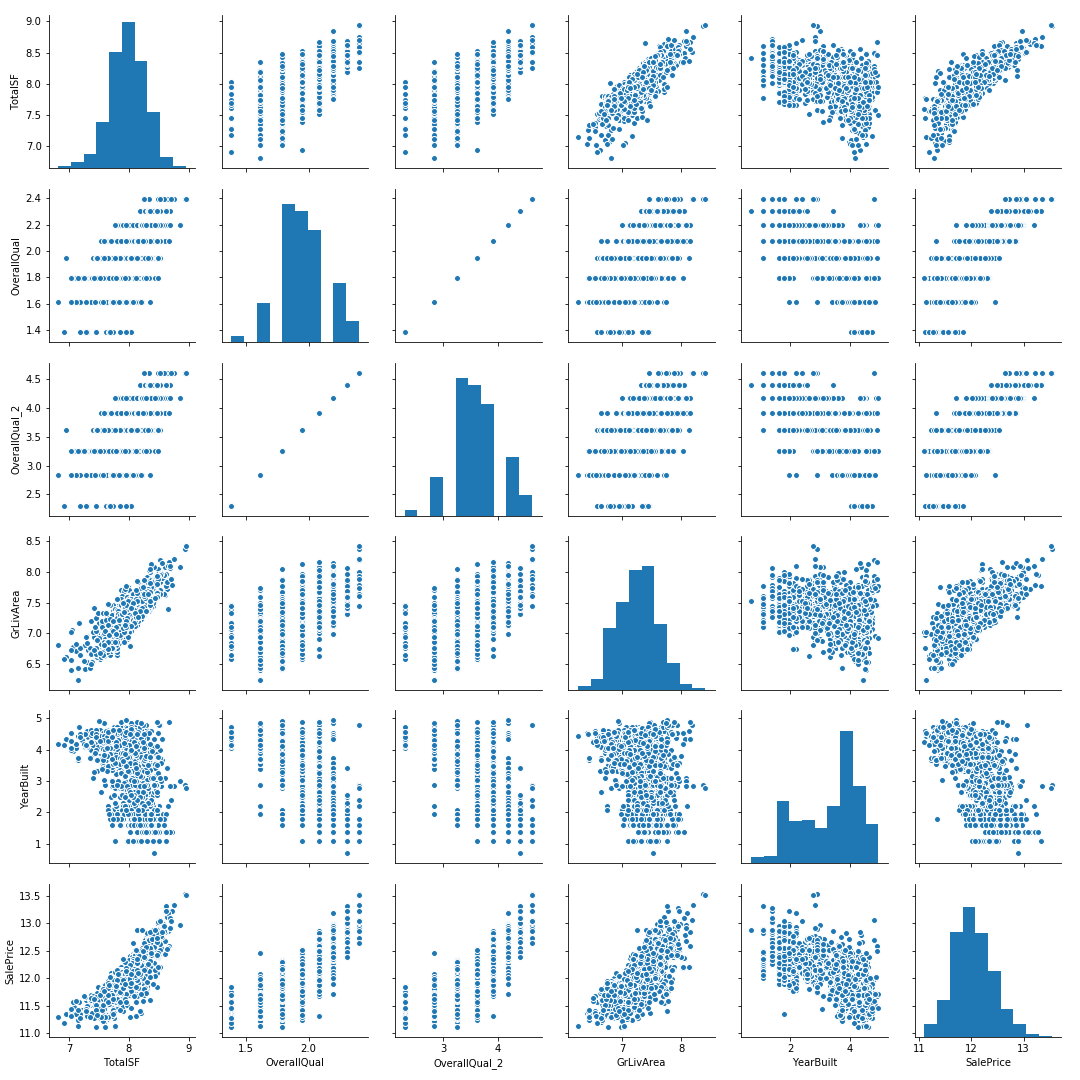 9.0
8.5
8.0
7.5
7.0
TotalSF
2.4
2.2
2.0
1.8
1.6
1.4
OverallQual
4.5
4.0
3.5
3.0
2.5
OverallQual_2
8.5
8.0
7.5
7.0
6.5
GrLivArea
5
4
3
2
1
YearBuilt
13.5
13.0
12.5
12.0
11.5
11.0
SalePrice
7 8 9
TotalSF
1.5 2.0
OverallQual
3 4
OverallQual_2
7 8
GrLivArea
2 4
YearBuilt
11 12 13
SalePrice